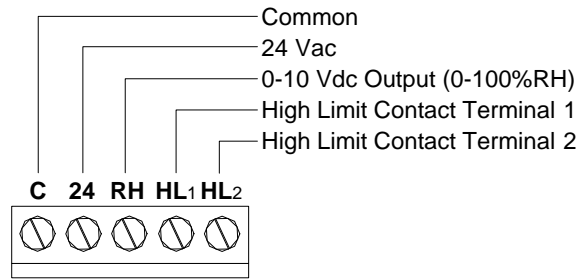 Common
24 Vac
0-10 Vdc Output (0-100%RH)
High Limit Contact Terminal 1
High Limit Contact Terminal 2
C 24 RH HL1 HL2